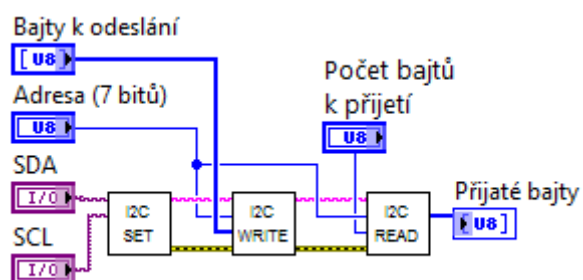 Bajty k odeslání
[U8]
Adresa (7 bitů)
U8
Počet bajtů
k přijetí
U8
SDA
I/O
I2C
SET
I2C
WRITE
I2C
READ
Přijaté bajty
[U8]
SCL
I/O